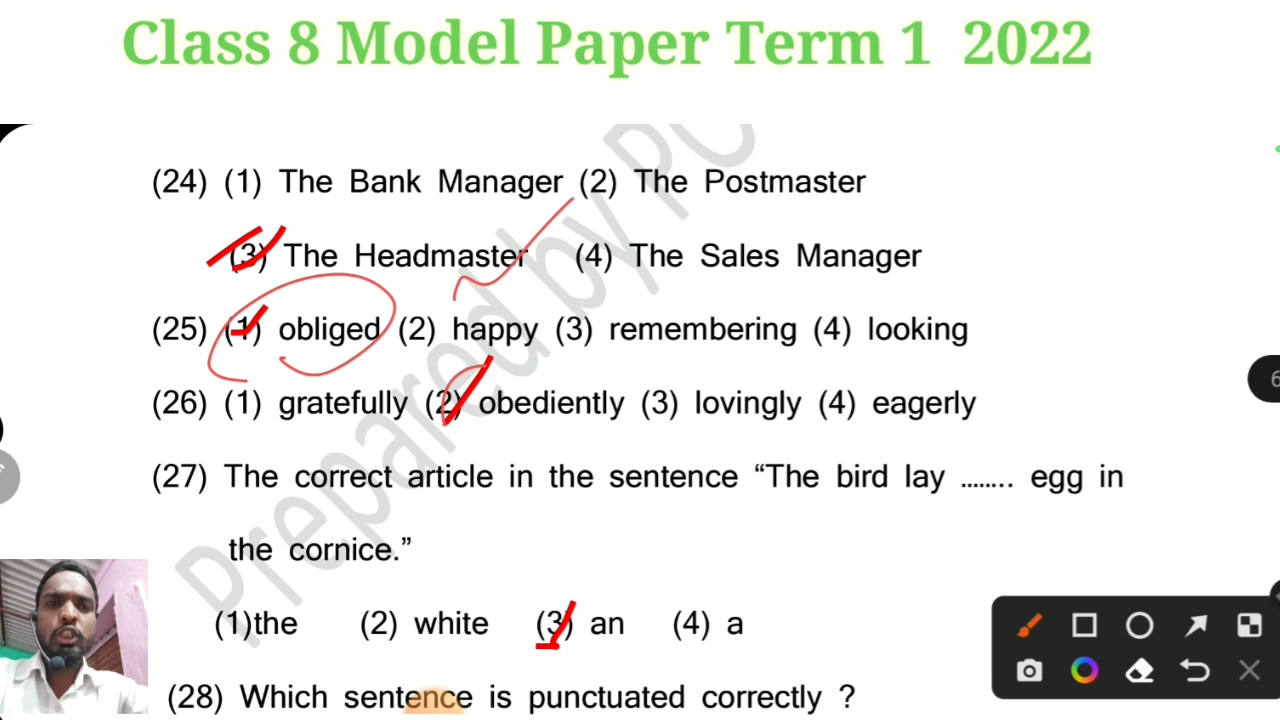 Class 8 Model Paper Term 1 2022
(24) (1) The Bank Manager (2) The Postmaster
(3) The Headmaster (4) The Sales Manager
(25) (1) obliged (2) happy (3) remembering (4) looking
(26) (1) gratefully (2) obediently (3) lovingly (4) eagerly
(27) The correct article in the sentence “The bird lay ........ egg in
the cornice.”
(1)the (2) white (3) an (4) a
(28) Which sentence is punctuated correctly ?
Prepared by PC
6